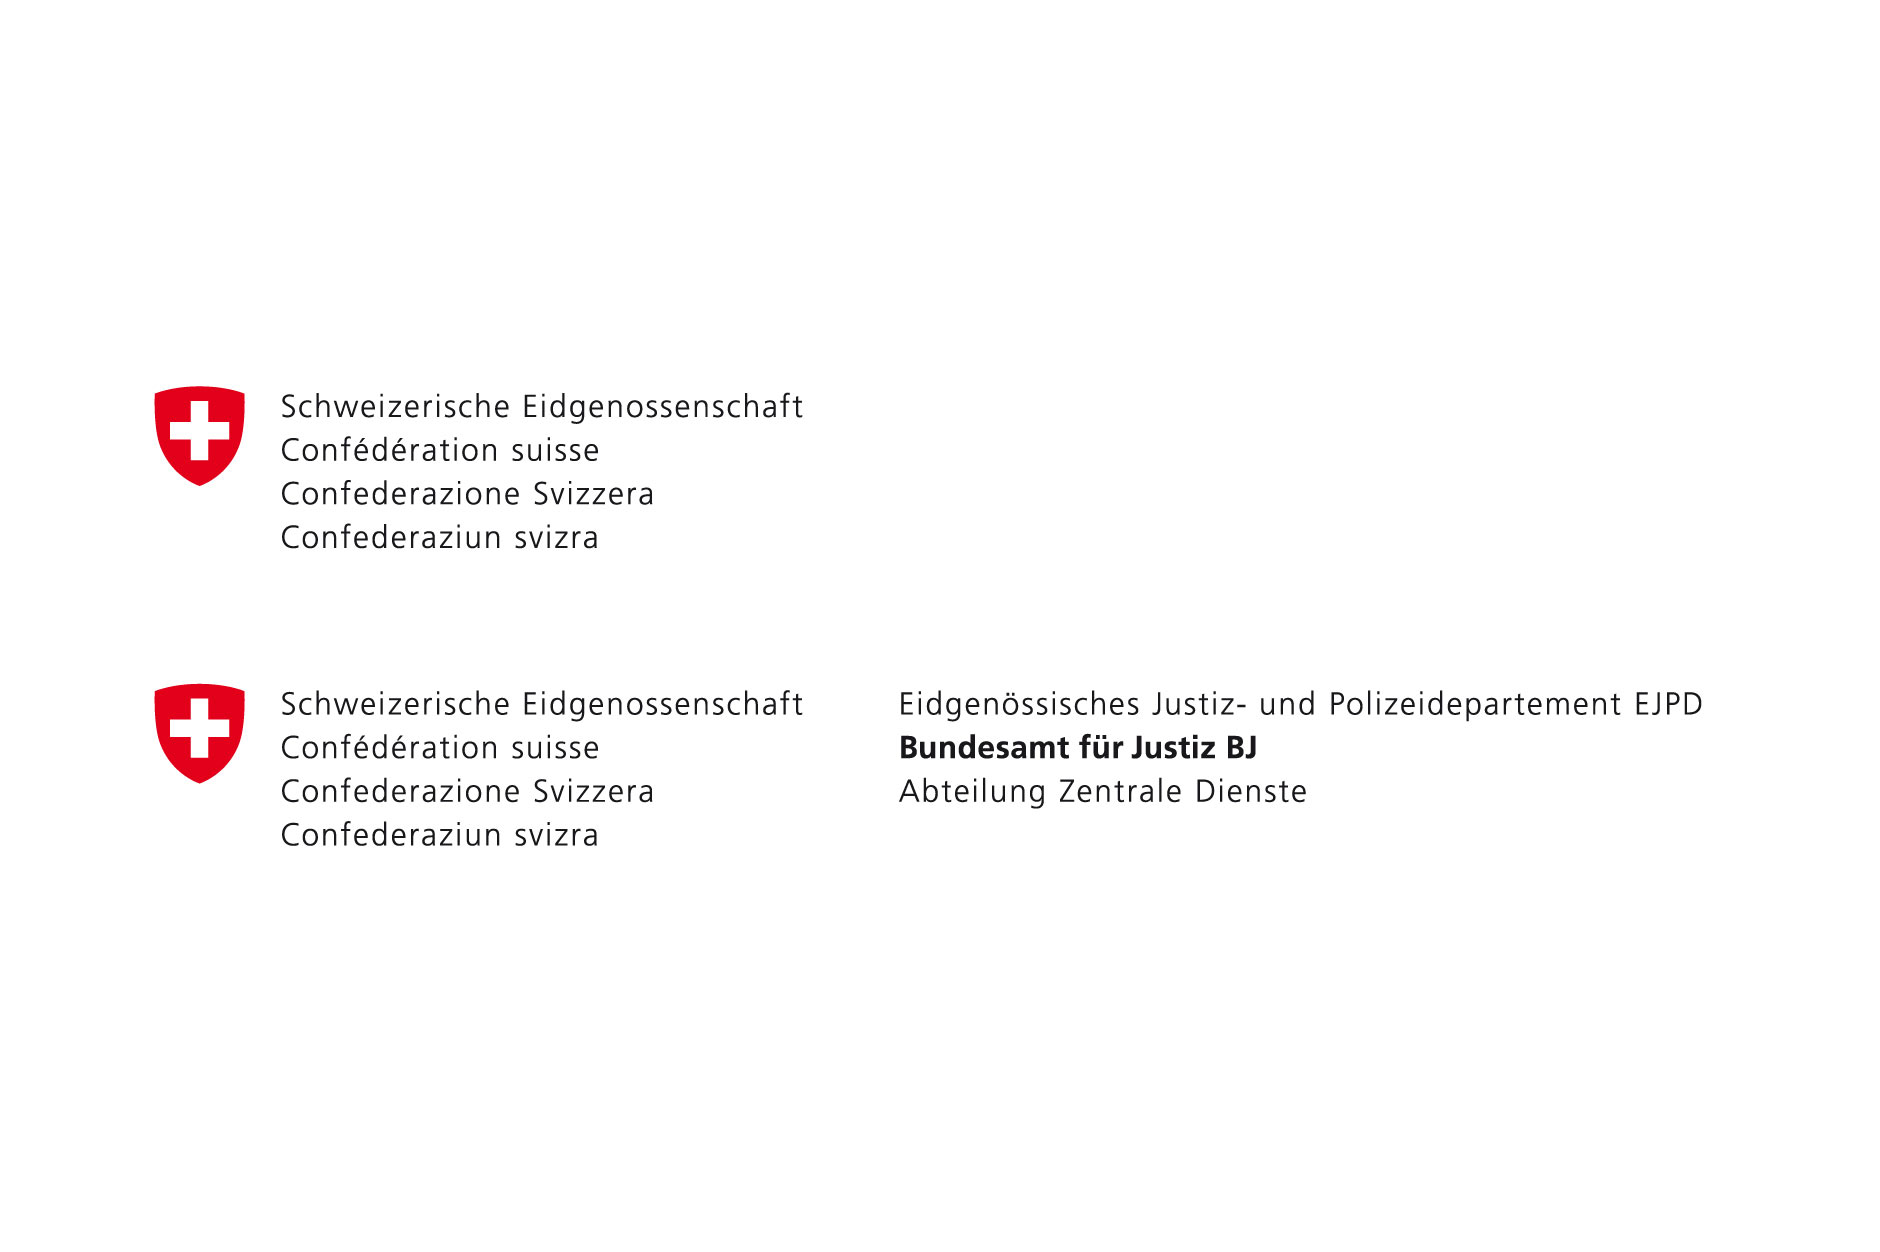 Schweizerische Eidgenossenschaft
Confédération suisse
Confederazione Svizzera
Confederaziun svizra
Schweizerische Eidgenossenschaft
Confédération suisse
Confederazione Svizzera
Confederaziun svizra
Eidgenössisches Justiz- und Polizeidepartement EJPD
Bundesamt für Justiz BJ
Abteilung Zentrale Dienste